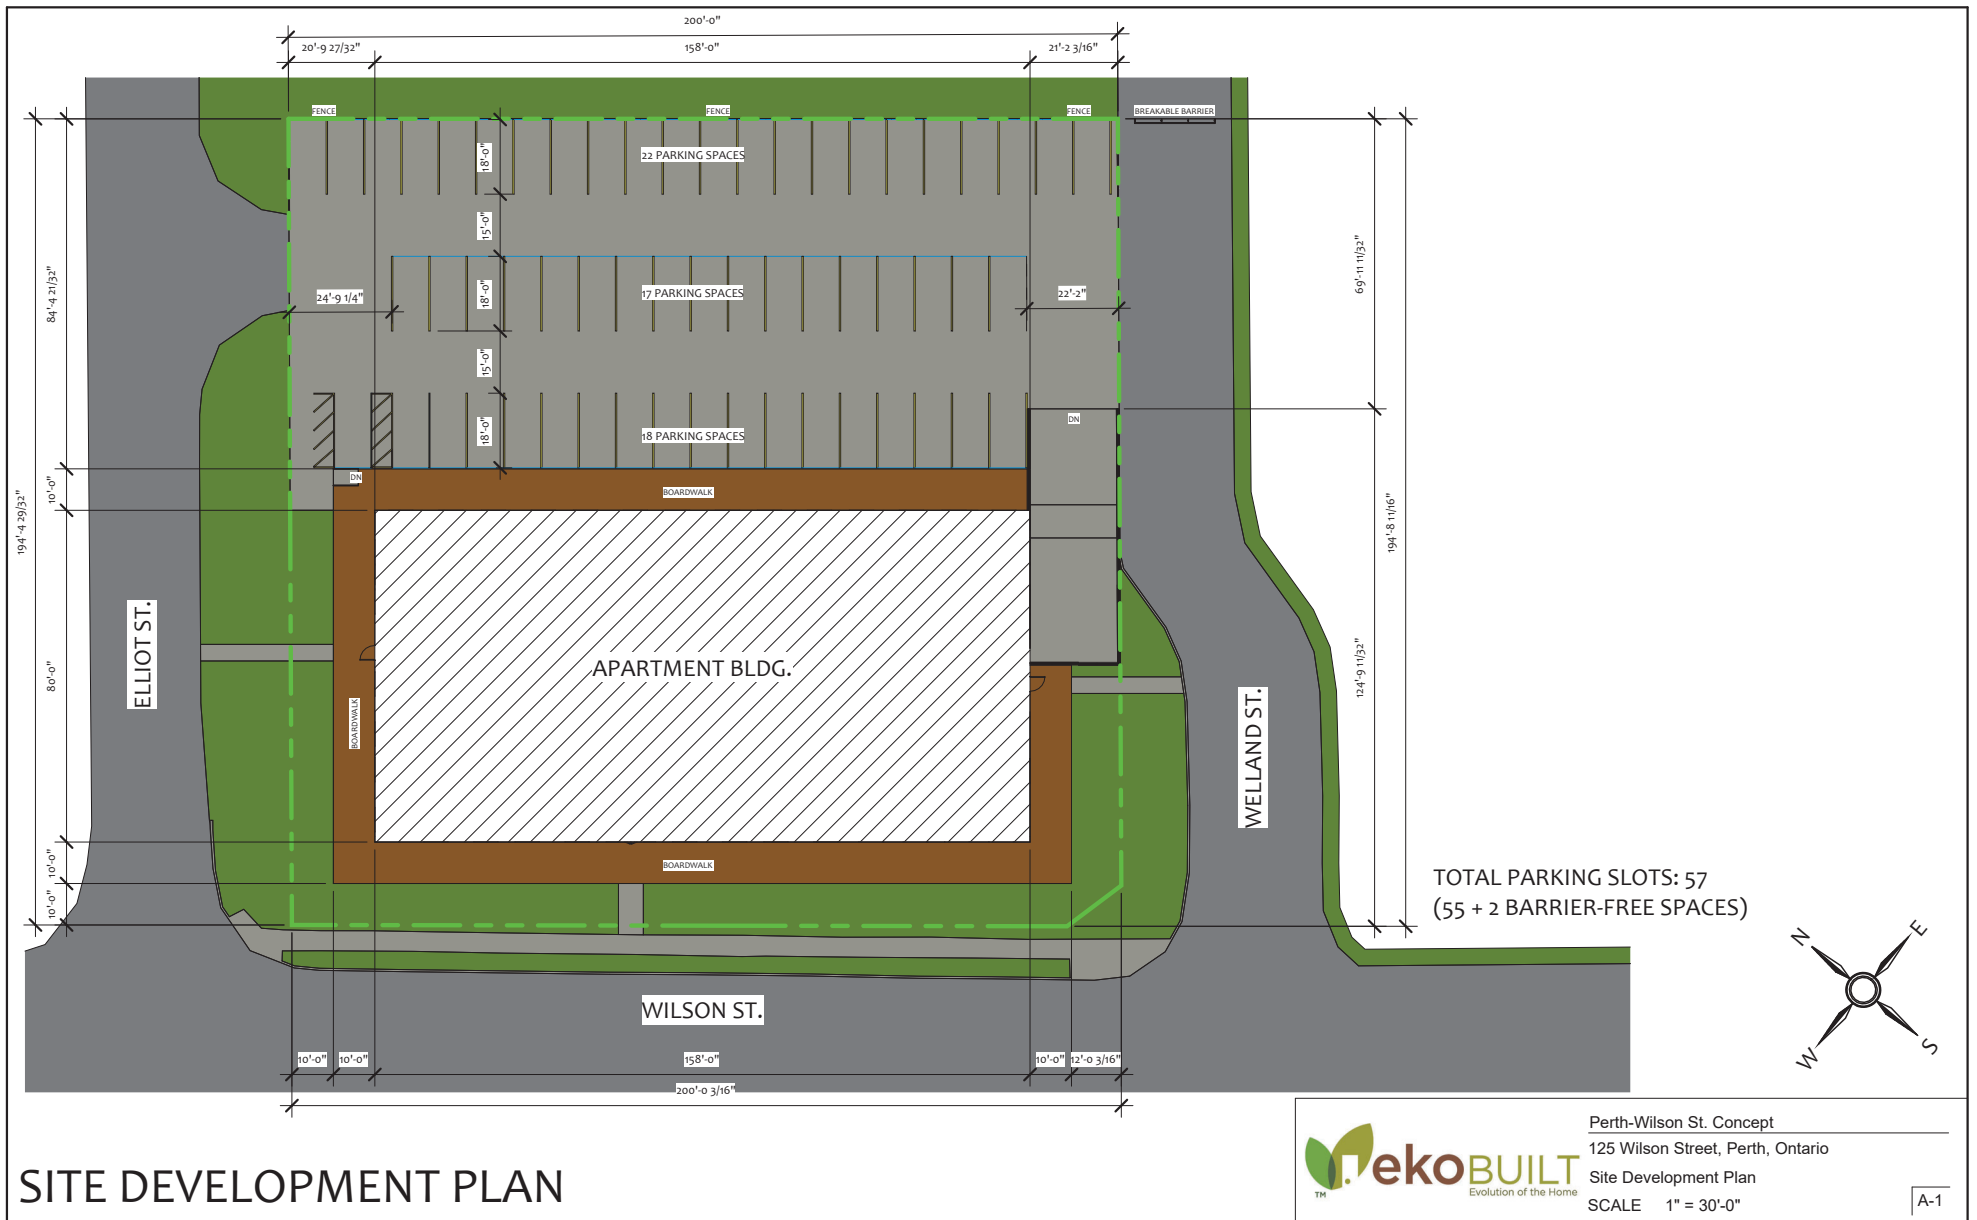 200'-0"
20'-9 27/32"
158'-0"
21'-2 3/16"
FENCE
FENCE
FENCE
BREAKABLE BARRIER
18'-0"
22 PARKING SPACES
15'-0"
84'-4 21/32"
69'-11 11/32"
24'-9 1/4"
18'-0"
17 PARKING SPACES
22'-2"
15'-0"
18'-0"
18 PARKING SPACES
DN
DN
10'-0"
BOARDWALK
194'-4 29/32"
194'-8 11/16"
ELLIOT ST.
80'-0"
APARTMENT BLDG.
124'-9 11/32"
BOARDWALK
WELLAND ST.
10'-0"
BOARDWALK
10'-0"
TOTAL PARKING SLOTS: 57
(55 + 2 BARRIER-FREE SPACES)
N
E
W
S
WILSON ST.
10'-0"
10'-0"
158'-0"
10'-0"
12'-0 3/16"
200'-0 3/16"
SITE DEVELOPMENT PLAN
ekoBUILT
Evolution of the Home
TM
Perth-Wilson St. Concept
125 Wilson Street, Perth, Ontario
Site Development Plan
SCALE 1" = 30'-0"
A-1